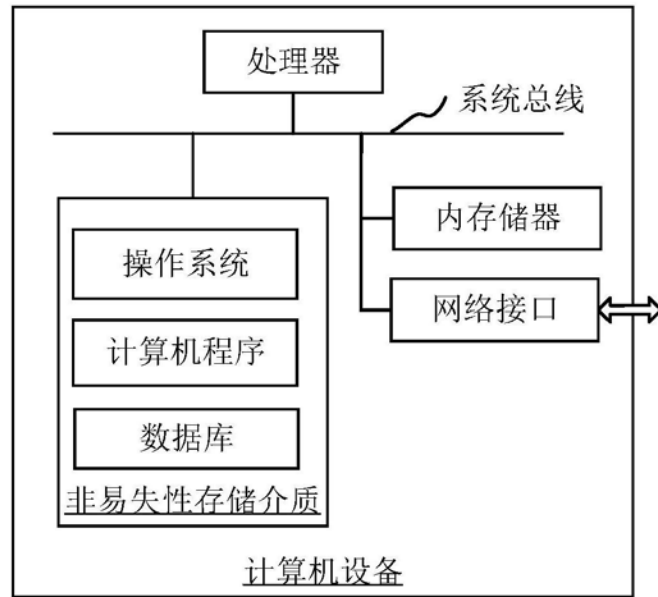 处理器
系统总线
内存储器
操作系统
网络接口
计算机程序
数据库
非易失性存储介质
计算机设备